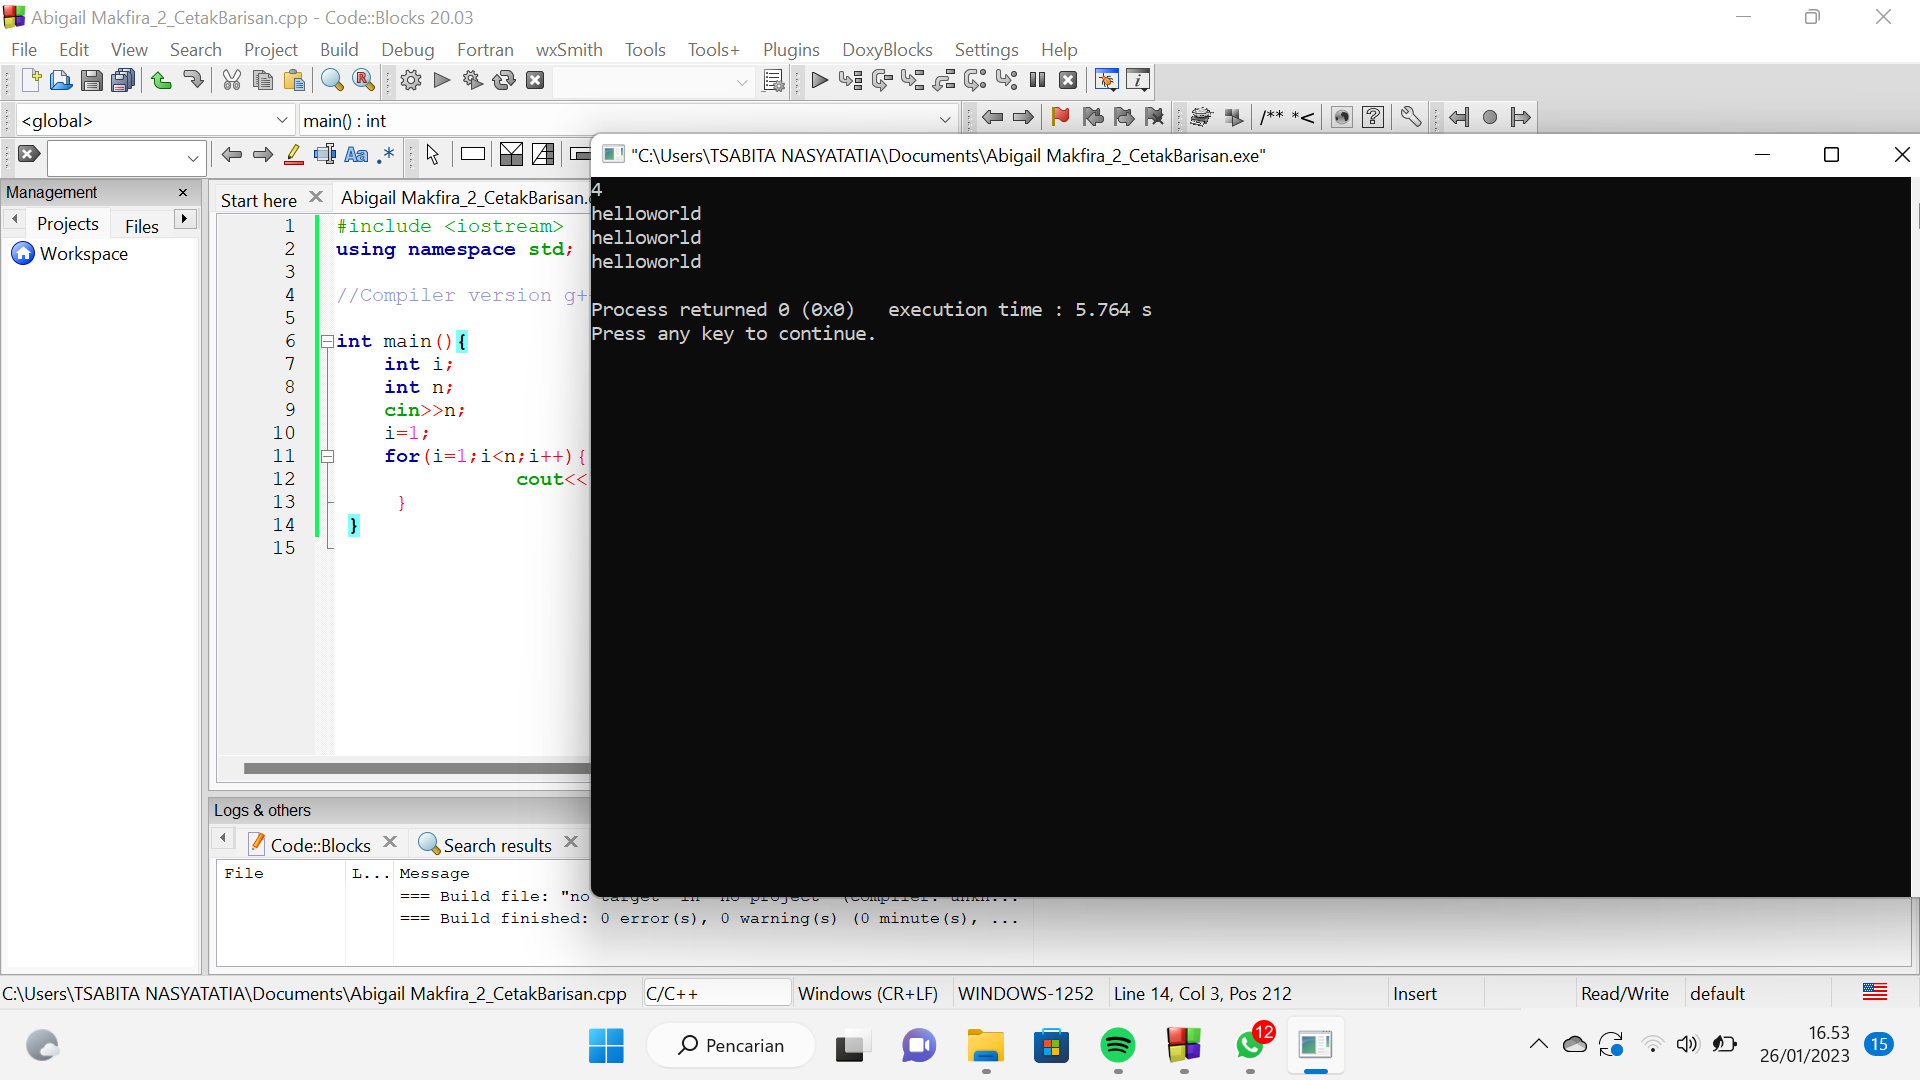 Abigail Makfira_2_CetakBarisan.cpp - Code::Blocks 20.03
File Edit View Search Project Build Debug Fortran wxSmith Tools Tools+ Plugins DoxyBlocks Settings Help
<global> main() : int /** *<
Aa .*
"C:\Users\TSABITA NASYATATIA\Documents\Abigail Makfira_2_CetakBarisan.exe"
Management
Projects Files
Workspace
Start here Abigail Makfira_2_CetakBarisan.
1 #include <iostream>
2 using namespace std;
3
4 //Compiler version g+
5
6 int main(){
7 int i;
8 int n;
9 cin>>n;
10 i=1;
11 for(i=1;i<n;i++){
12 cout<<
13 }
14 }
15
4
helloworld
helloworld
helloworld
Process returned 0 (0x0) execution time : 5.764 s
Press any key to continue.
Logs & others
Code::Blocks Search results
File L... Message
=== Build file: "no target" in "no project" (compiler: unkn...
=== Build finished: 0 error(s), 0 warning(s) (0 minute(s), ...
C:\Users\TSABITA NASYATATIA\Documents\Abigail Makfira_2_CetakBarisan.cpp C/C++ Windows (CR+LF) WINDOWS-1252 Line 14, Col 3, Pos 212 Insert Read/Write default
Pencarian
12
16.53
26/01/2023
15